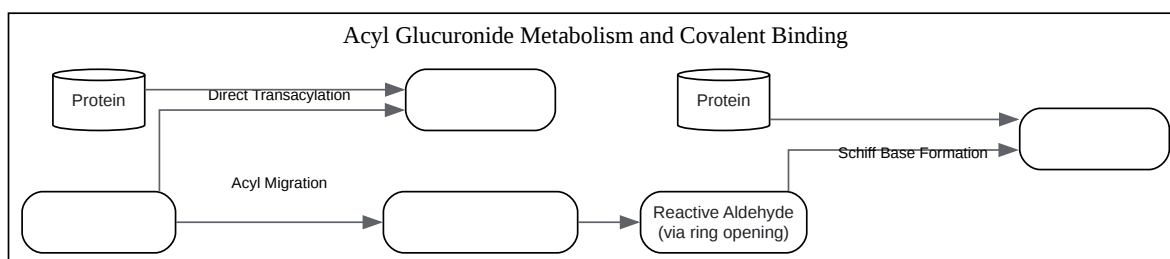 Acyl Glucuronide Metabolism and Covalent Binding
Protein
Direct Transacylation
Protein
Schiff Base Formation
Acyl Migration
Reactive Aldehyde
(via ring opening)